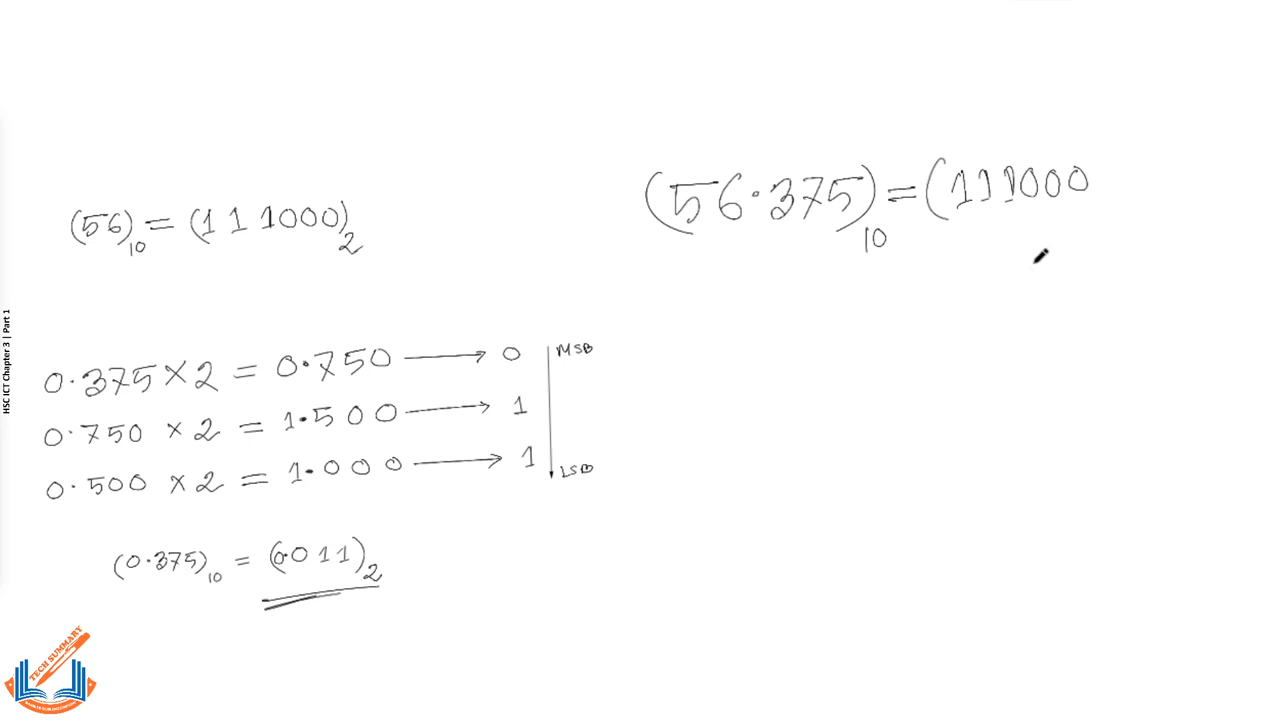 HSC ICT Chapter 3 | Part 1
(56)₁₀ = (111000)₂
0.375 × 2 = 0.750 → 0 MSB
0.750 × 2 = 1.500 → 1
0.500 × 2 = 1.000 → 1 LSB
(0.375)₁₀ = (0.011)₂
(56.375)₁₀ = (111000
TECH SUMMARY